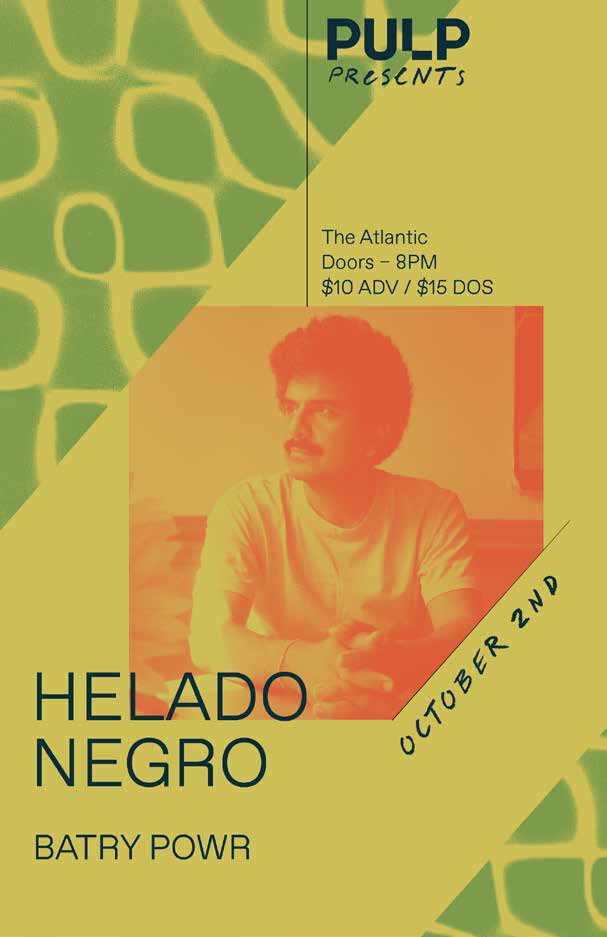 PULP
PRESENTS
The Atlantic
Doors – 8PM
$10 ADV / $15 DOS
OCTOBER 2ND
HELADO
NEGRO
BATRY POWR